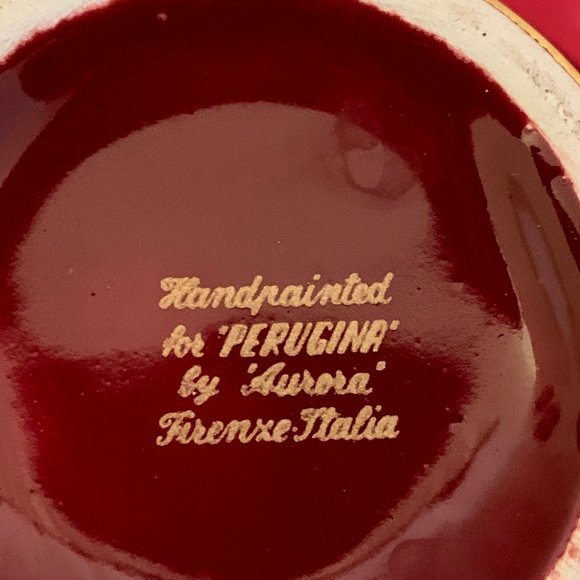 Handpainted
for "PERUGINA"
by "Aurora"
Firenze-Italia